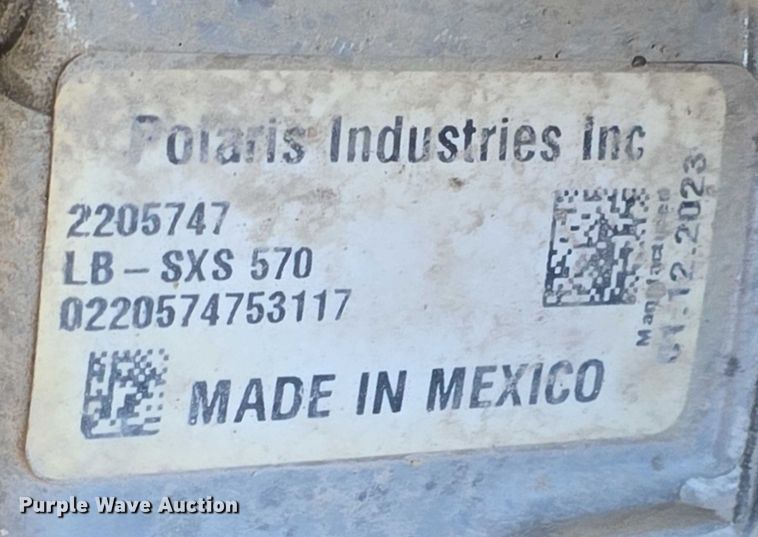 Polaris Industries Inc
2205747
LB - SXS 570
0220574753117
MADE IN MEXICO
Manufactured
01.12.2023
Purple Wave Auction